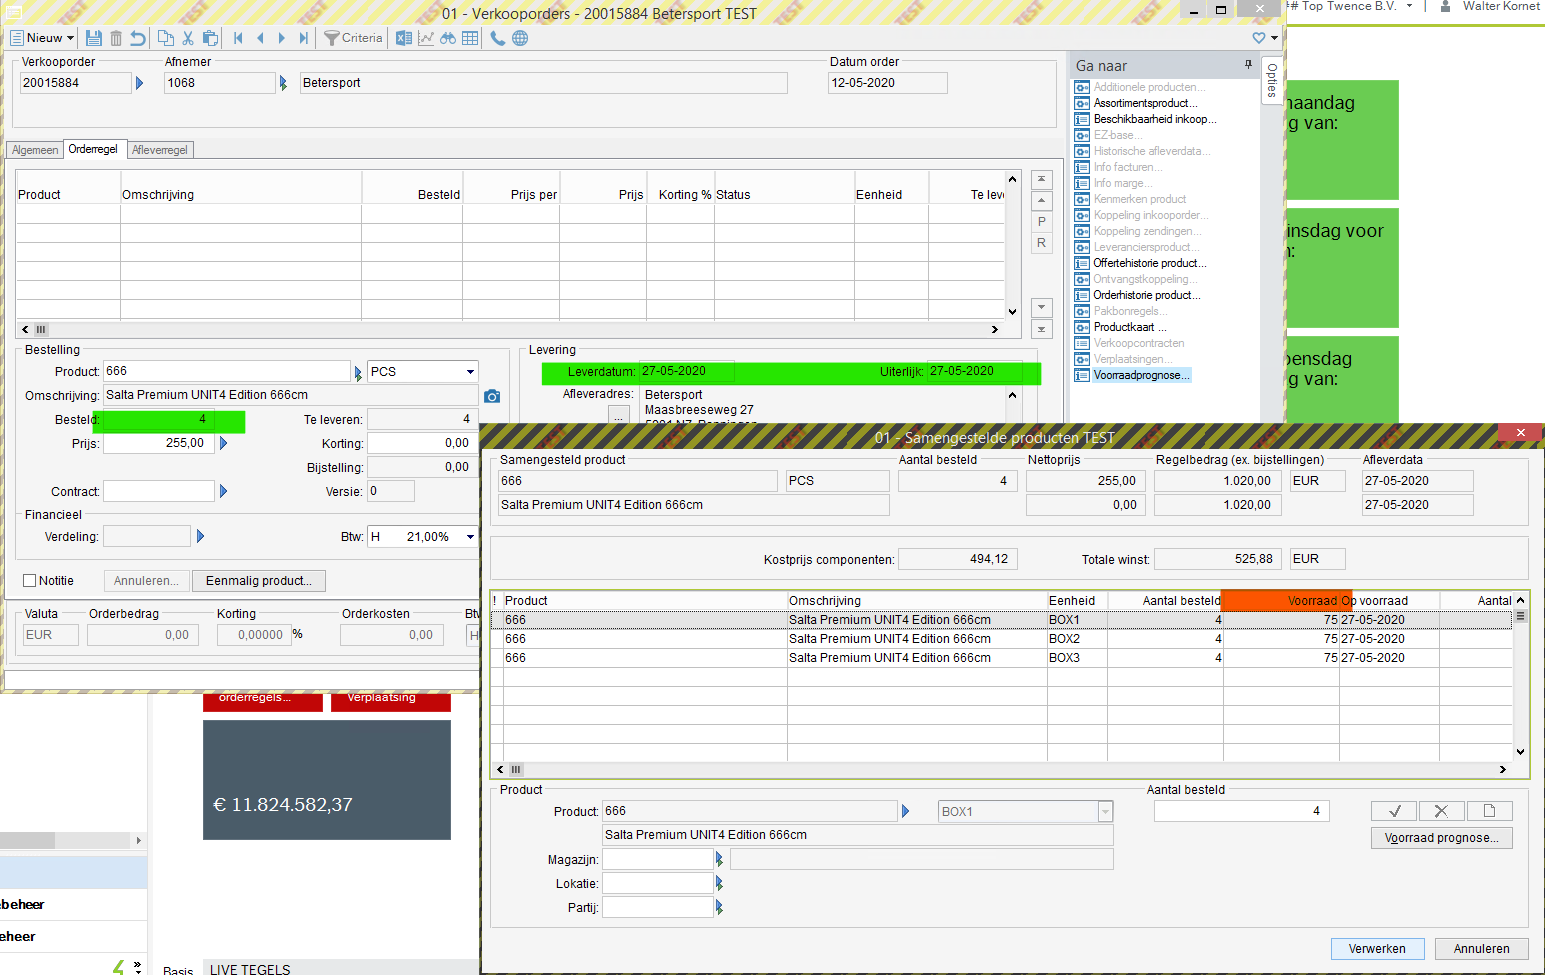 01 - Verkooporders - 20015884 Betersport TEST
## Top Twence B.V.
Walter Kornet
Nieuw
Criteria
Verkooporder
Afnemer
Datum order
20015884
1068
Betersport
12-05-2020
Algemeen
Orderregel
Afleverregel
Product
Omschrijving
Besteld
Prijs per
Prijs
Korting %
Status
Eenheid
Te leve
P
R
Ga naar
Opties
Additionele producten...
Assortimentsproduct...
Beschikbaarheid inkoop...
EZ-base...
Historische afleverdata...
Info facturen...
Info marge...
Kenmerken product
Koppeling inkooporder...
Koppeling zendingen...
Leveranciersproduct...
Offertehistorie product...
Ontvangstkoppeling...
Orderhistorie product...
Pakbonregels...
Productkaart ...
Verkoopcontracten
Verplaatsingen...
Voorraadprognose...
naandag
g van:
insdag voor
n:
oensdag
g van:
Bestelling
Product: 666 PCS
Omschrijving: Salta Premium UNIT4 Edition 666cm
Besteld: 4
Te leveren: 4
Prijs: 255,00
Korting: 0,00
Bijstelling: 0,00
Contract:
Versie: 0
Financieel
Verdeling:
Btw: H 21,00%
Notitie
Annuleren...
Eenmalig product...
Valuta
Orderbedrag
Korting
Orderkosten
Bt
EUR
0,00
0,00000 %
0,00
H
Levering
Leverdatum: 27-05-2020
Uiterlijk: 27-05-2020
Afleveradres: Betersport
Maasbreeseweg 27
...
01 - Samengestelde producten TEST
Samengesteld product
Aantal besteld
Nettoprijs
Regelbedrag (ex. bijstellingen)
Afleverdata
666
PCS
4
255,00
1.020,00
EUR
27-05-2020
Salta Premium UNIT4 Edition 666cm
0,00
1.020,00
27-05-2020
Kostprijs componenten: 494,12
Totale winst: 525,88 EUR
! Product Omschrijving Eenheid Aantal besteld Voorraad Op voorraad Aantal
666 Salta Premium UNIT4 Edition 666cm BOX1 4 75 27-05-2020
666 Salta Premium UNIT4 Edition 666cm BOX2 4 75 27-05-2020
666 Salta Premium UNIT4 Edition 666cm BOX3 4 75 27-05-2020
Product
Aantal besteld
Product: 666 BOX1 4
Salta Premium UNIT4 Edition 666cm
Voorraad prognose...
Magazijn:
Lokatie:
Partij:
Verwerken
Annuleren
orderregels...
Verplaatsing
€ 11.824.582,37
beheer
eheer
Basis
LIVE TEGELS